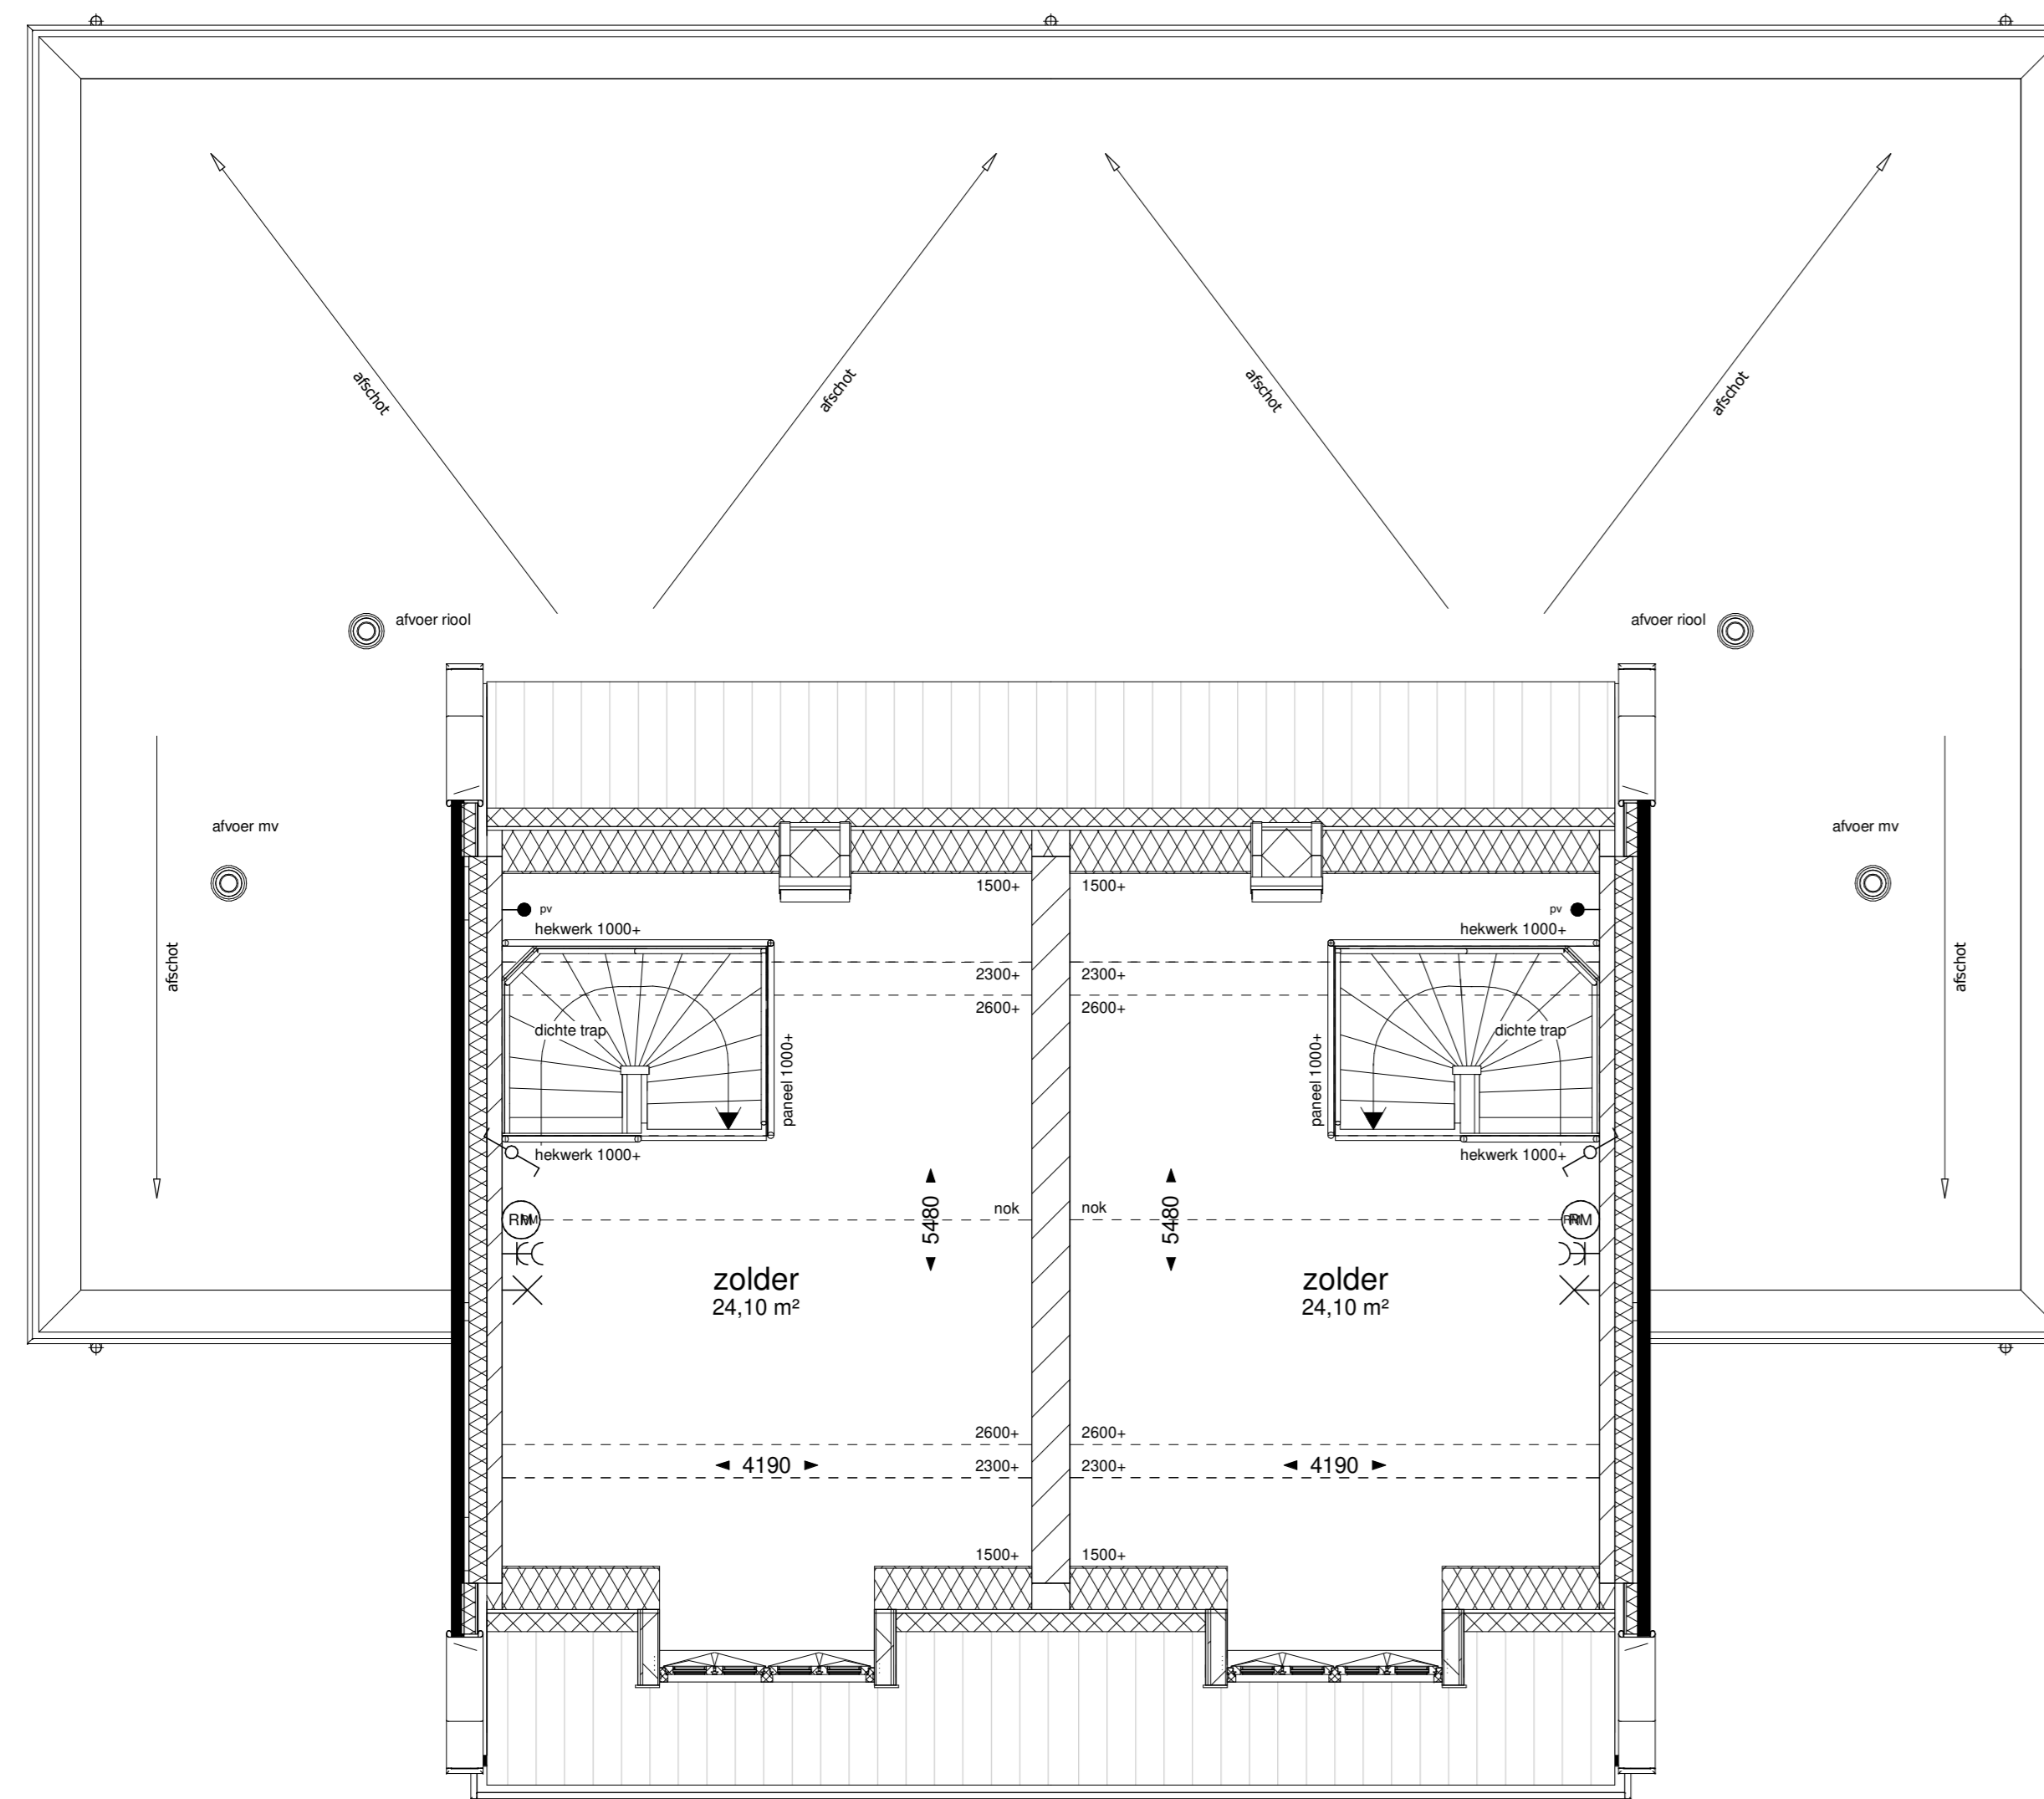 afschot
afschot
afschot
afschot
afvoer riool
afvoer riool
afvoer mv
afvoer mv
1500+
1500+
pv
pv
hekwerk 1000+
hekwerk 1000+
afschot
afschot
2300+
2300+
2600+
2600+
dichte trap
dichte trap
paneel 1000+
paneel 1000+
hekwerk 1000+
hekwerk 1000+
nok
nok
5480
5480
RM
RM
zolder
24,10 m²
zolder
24,10 m²
2600+
2600+
4190
4190
2300+
2300+
1500+
1500+